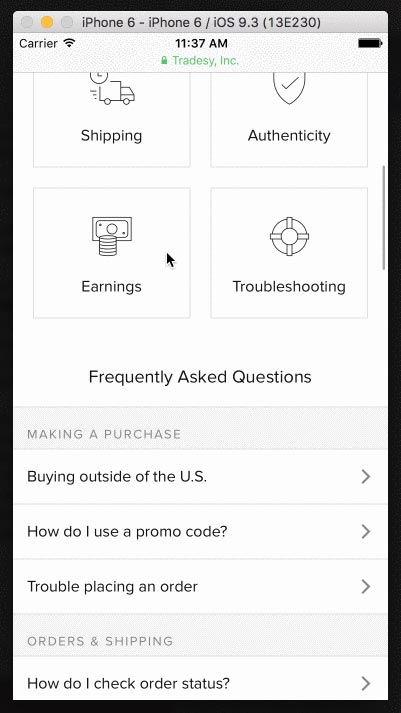 iPhone 6 - iPhone 6 / iOS 9.3 (13E230)
Carrier 11:37 AM
Tradesy, Inc.
Shipping Authenticity
Earnings Troubleshooting
Frequently Asked Questions
MAKING A PURCHASE
Buying outside of the U.S.
How do I use a promo code?
Trouble placing an order
ORDERS & SHIPPING
How do I check order status?